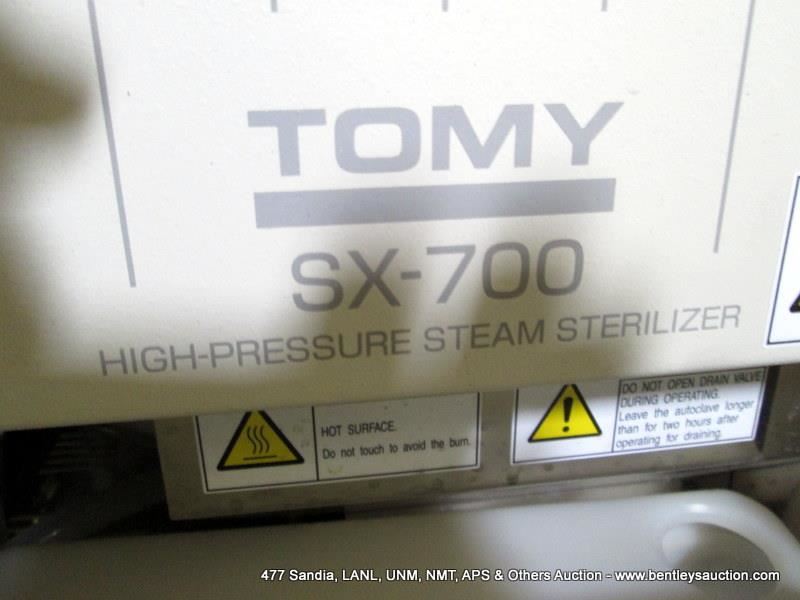 TOMY
SX-700
HIGH-PRESSURE STEAM STERILIZER
HOT SURFACE.
Do not touch to avoid the burn.
DO NOT OPEN DRAIN VALVE
DURING OPERATING.
Leave the autoclave longer
than for two hours after
operating for draining.
477 Sandia, LANL, UNM, NMT, APS & Others Auction - www.bentleysauction.com